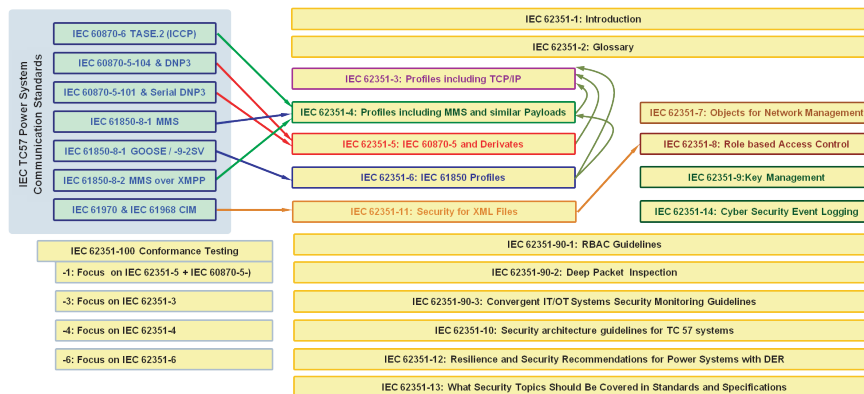 IEC TC57 Power System
Communication Standards
IEC 60870-6 TASE.2 (ICCP)
IEC 60870-5-104 & DNP3
IEC 60870-5-101 & Serial DNP3
IEC 61850-8-1 MMS
IEC 61850-8-1 GOOSE / -9-2SV
IEC 61850-8-2 MMS over XMPP
IEC 61970 & IEC 61968 CIM
IEC 62351-100 Conformance Testing
-1: Focus on IEC 62351-5 + IEC 60870-5-)
-3: Focus on IEC 62351-3
-4: Focus on IEC 62351-4
-6: Focus on IEC 62351-6
IEC 62351-1: Introduction
IEC 62351-2: Glossary
IEC 62351-3: Profiles including TCP/IP
IEC 62351-4: Profiles including MMS and similar Payloads
IEC 62351-5: IEC 60870-5 and Derivates
IEC 62351-6: IEC 61850 Profiles
IEC 62351-11: Security for XML Files
IEC 62351-7: Objects for Network Management
IEC 62351-8: Role based Access Control
IEC 62351-9:Key Management
IEC 62351-14: Cyber Security Event Logging
IEC 62351-90-1: RBAC Guidelines
IEC 62351-90-2: Deep Packet Inspection
IEC 62351-90-3: Convergent IT/OT Systems Security Monitoring Guidelines
IEC 62351-10: Security architecture guidelines for TC 57 systems
IEC 62351-12: Resilience and Security Recommendations for Power Systems with DER
IEC 62351-13: What Security Topics Should Be Covered in Standards and Specifications